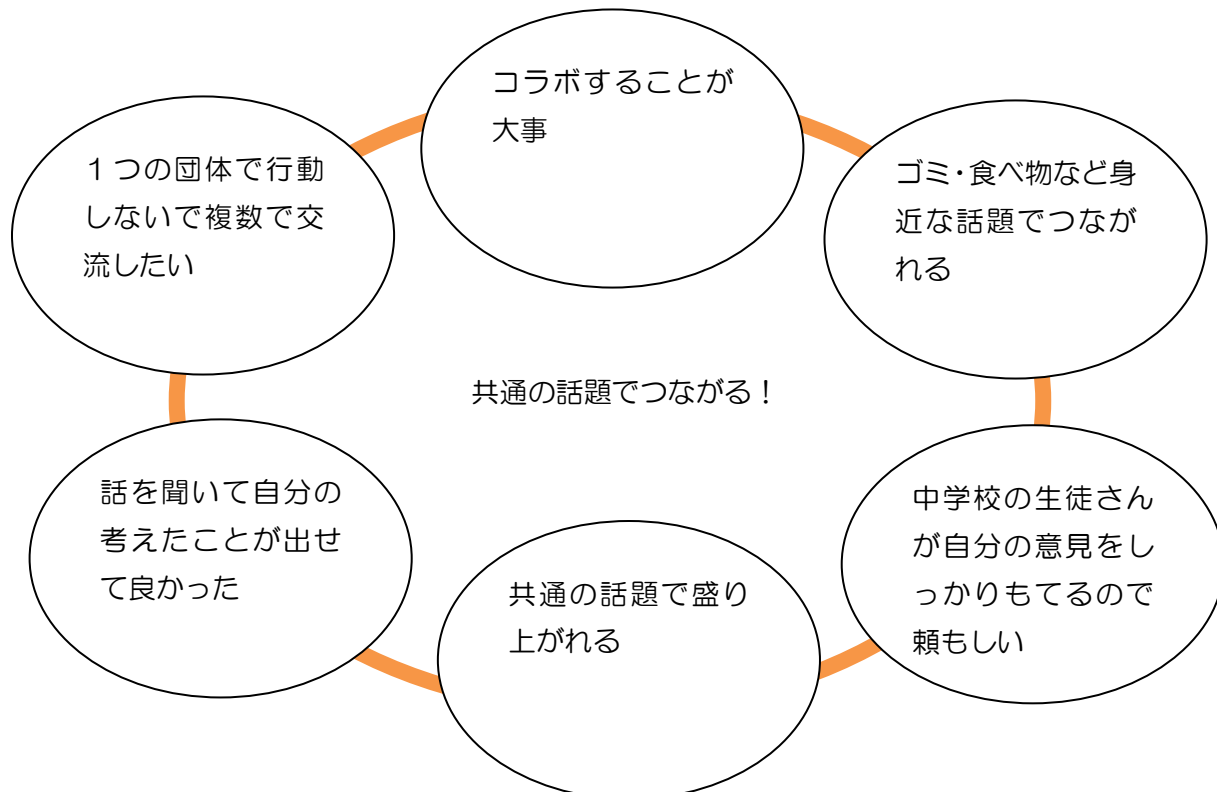 コラボすることが
大事
１つの団体で行動
しないで複数で交
流したい
ゴミ・食べ物など身
近な話題でつなが
れる
共通の話題でつながる！
話を聞いて自分の
考えたことが出せ
て良かった
中学校の生徒さん
が自分の意見をし
っかりもてるので
頼もしい
共通の話題で盛り
上がれる